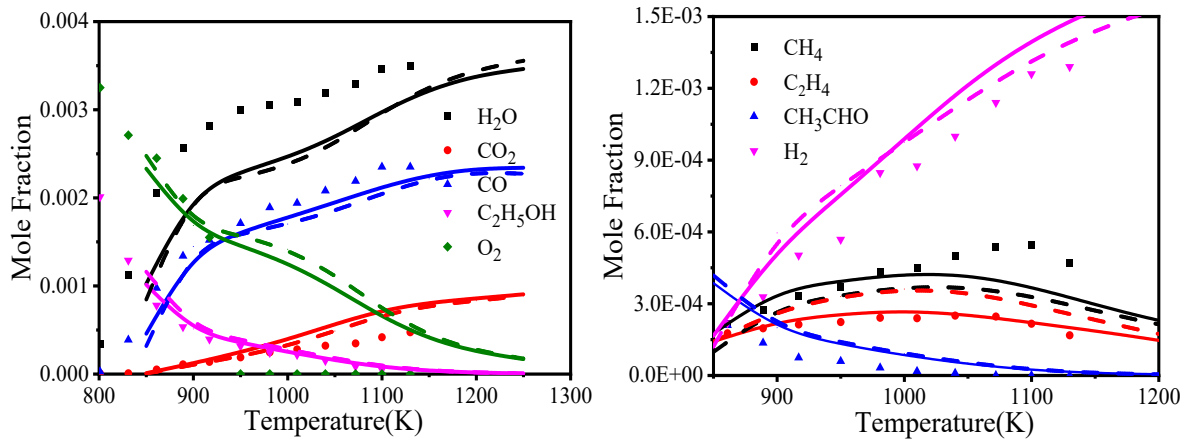 0.004
0.003
0.002
0.001
0.000
Mole Fraction
H₂O
CO₂
CO
C₂H₅OH
O₂
800 900 1000 1100 1200 1300
Temperature(K)
1.5E-03
1.2E-03
9.0E-04
6.0E-04
3.0E-04
0.0E+00
Mole Fraction
CH₄
C₂H₄
CH₃CHO
H₂
900 1000 1100 1200
Temperature(K)